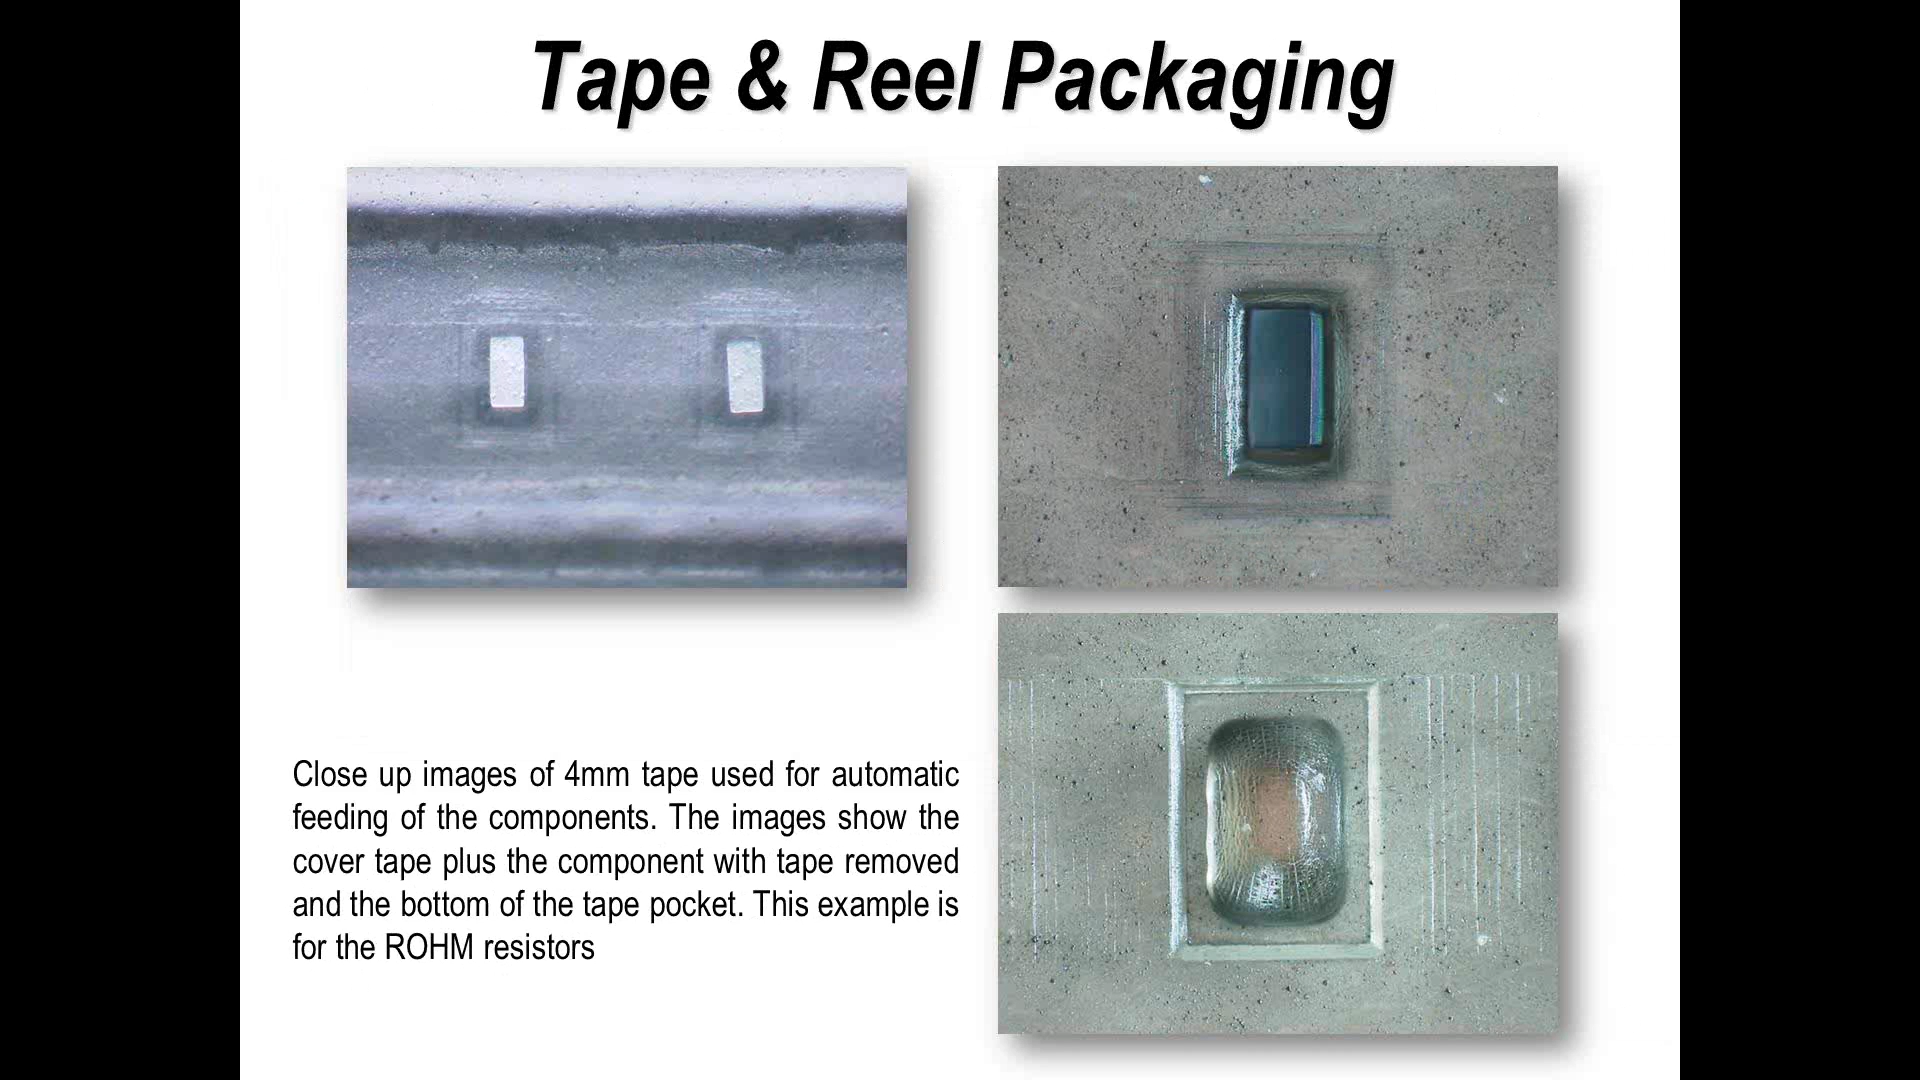 Tape & Reel Packaging
Close up images of 4mm tape used for automatic
feeding of the components. The images show the
cover tape plus the component with tape removed
and the bottom of the tape pocket. This example is
for the ROHM resistors